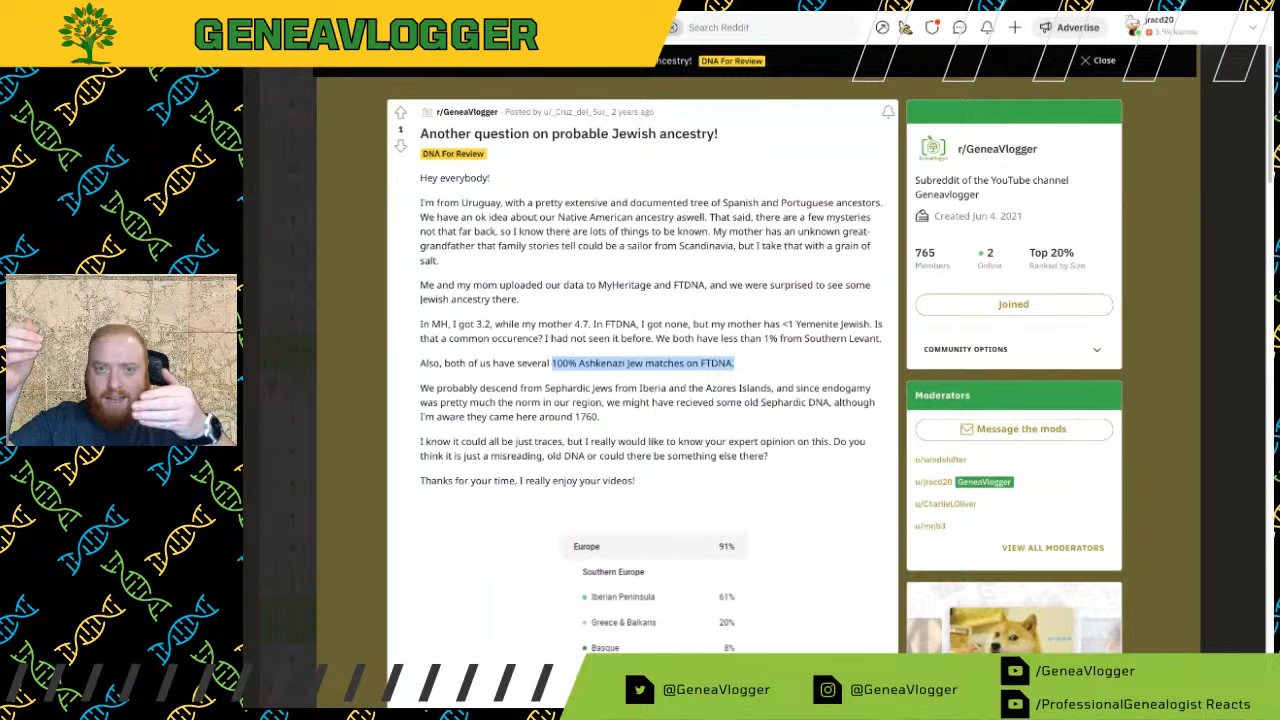 GENEAVLOGGER
Search Reddit
Advertise
jracd20
3.9k karma
ncestry!
DNA For Review
Close
r/GeneaVlogger · Posted by u/_Cruz_del_Sur_ 2 years ago
1
Another question on probable Jewish ancestry!
DNA For Review
Hey everybody!
I'm from Uruguay, with a pretty extensive and documented tree of Spanish and Portuguese ancestors.
We have an ok idea about our Native American ancestry aswell. That said, there are a few mysteries
not that far back, so I know there are lots of things to be known. My mother has an unknown great-
grandfather that family stories tell could be a sailor from Scandinavia, but I take that with a grain of
salt.
Me and my mom uploaded our data to MyHeritage and FTDNA, and we were surprised to see some
Jewish ancestry there.
In MH, I got 3.2, while my mother 4.7. In FTDNA, I got none, but my mother has <1 Yemenite Jewish. Is
that a common occurence? I had not seen it before. We both have less than 1% from Southern Levant.
Also, both of us have several 100% Ashkenazi Jew matches on FTDNA.
We probably descend from Sephardic Jews from Iberia and the Azores Islands, and since endogamy
was pretty much the norm in our region, we might have recieved some old Sephardic DNA, although
I'm aware they came here around 1760.
I know it could all be just traces, but I really would like to know your expert opinion on this. Do you
think it is just a misreading, old DNA or could there be something else there?
Thanks for your time, I really enjoy your videos!
Europe 91%
Southern Europe
Iberian Peninsula 61%
Greece & Balkans 20%
Basque 8%
r/GeneaVlogger
Subreddit of the YouTube channel
Geneavlogger
Created Jun 4, 2021
765 2 Top 20%
Members Online Ranked by Size
Joined
COMMUNITY OPTIONS
Moderators
Message the mods
u/windshifter
u/jracd20 GeneaVlogger
u/CharlieLOliver
u/mrjb3
VIEW ALL MODERATORS
@GeneaVlogger
@GeneaVlogger
/GeneaVlogger
/ProfessionalGenealogist Reacts